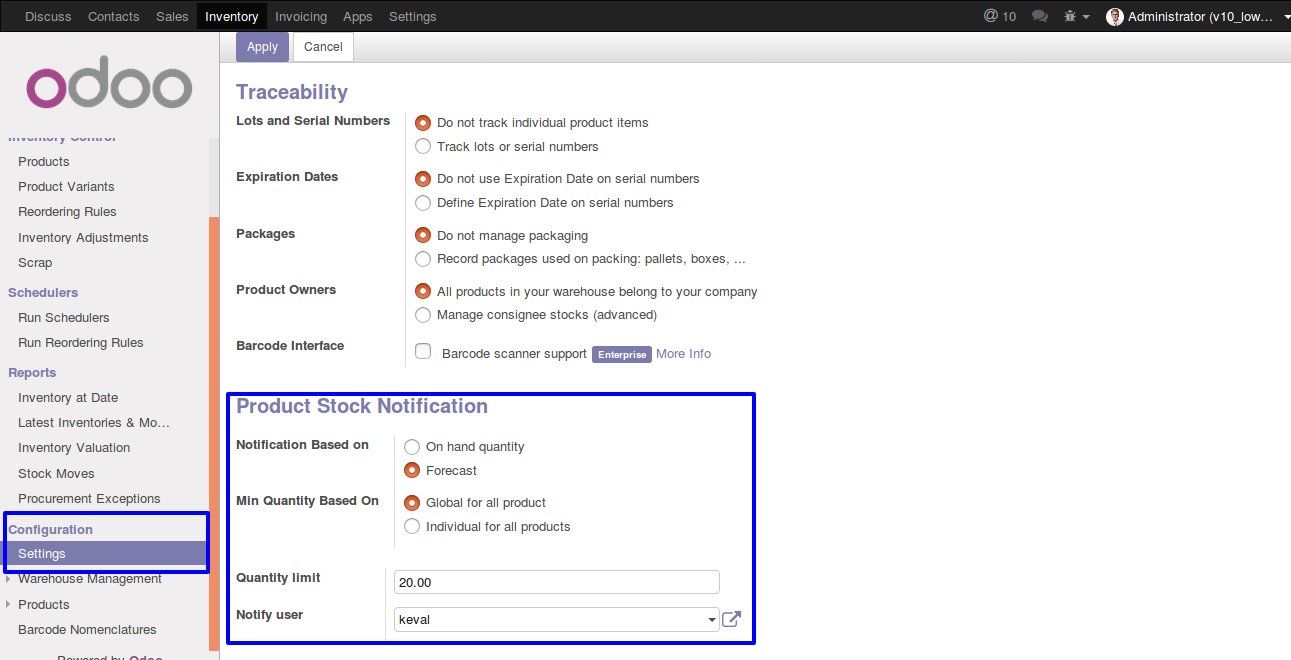 Discuss Contacts Sales Inventory Invoicing Apps Settings @ 10 Administrator (v10_low...
Apply Cancel
odoo
Inventory Control
Products
Product Variants
Reordering Rules
Inventory Adjustments
Scrap
Schedulers
Run Schedulers
Run Reordering Rules
Reports
Inventory at Date
Latest Inventories & Mo...
Inventory Valuation
Stock Moves
Procurement Exceptions
Configuration
Settings
Warehouse Management
Products
Barcode Nomenclatures
Powered by Odoo
Traceability
Lots and Serial Numbers
Do not track individual product items
Track lots or serial numbers
Expiration Dates
Do not use Expiration Date on serial numbers
Define Expiration Date on serial numbers
Packages
Do not manage packaging
Record packages used on packing: pallets, boxes, ...
Product Owners
All products in your warehouse belong to your company
Manage consignee stocks (advanced)
Barcode Interface
Barcode scanner support Enterprise More Info
Product Stock Notification
Notification Based on
On hand quantity
Forecast
Min Quantity Based On
Global for all product
Individual for all products
Quantity limit
20.00
Notify user
keval